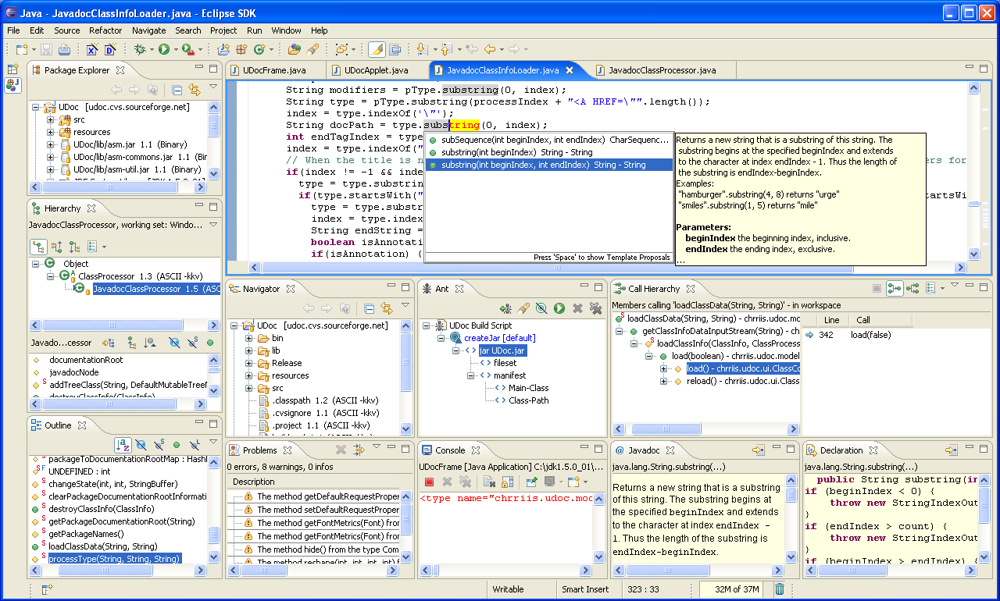 Java - JavadocClassInfoLoader.java - Eclipse SDK
File Edit Source Refactor Navigate Search Project Run Window Help
Package Explorer
UDoc [udoc.cvs.sourceforge.net]
src
resources
UDoc/lib/asm.jar 1.1 (Binary)
UDoc/lib/asm-commons.jar 1.1 (Bin
UDoc/lib/asm-util.jar 1.1 (Binary)
Hierarchy
JavadocClassProcessor, working set: Windo...
Object
ClassProcessor 1.3 (ASCII -kkv)
JavadocClassProcessor 1.5 (ASC
Javado...cessor
documentationRoot
javadocNode
addTreeClass(String, DefaultMutableTreeN
destroyClassInfo(ClassInfo)
Outline
packageToDocumentationRootMap : Hash
UNDEFINED : int
changeState(int, int, StringBuffer)
clearPackageDocumentationRootInformati
destroyClassInfo(ClassInfo)
getPackageDocumentationRoot(String)
getPackageNames()
loadClassData(String, String)
processType(String, String, String)
UDocFrame.java UDocApplet.java JavadocClassInfoLoader.java JavadocClassProcessor.java
String modifiers = pType.substring(0, index);
String type = pType.substring(processIndex + "<A HREF=\"".length());
index = type.indexOf('\"');
String docPath = type.substring(0, index);
int endTagIndex =
index = type.indexOf("
// When the title is n ers for
if(index != -1 && inde
type = type.substrin
if(type.startsWith(" artsWi
type = type.substr
index = type.index
String endString =
boolean isAnnotati
if(isAnnotation) {
subSequence(int beginIndex, int endIndex) CharSequenc...
substring(int beginIndex) String - String
substring(int beginIndex, int endIndex) String - String
Press 'Space' to show Template Proposals
Returns a new string that is a substring of this string. The
substring begins at the specified beginIndex and extends
to the character at index endIndex - 1. Thus the length of
the substring is endIndex-beginIndex.
Examples:
"hamburger".substring(4, 8) returns "urge"
"smiles".substring(1, 5) returns "mile"
Parameters:
beginIndex the beginning index, inclusive.
endIndex the ending index, exclusive.
...
Navigator
UDoc [udoc.cvs.sourceforge.net]
bin
lib
Release
resources
src
.classpath 1.2 (ASCII -kkv)
.cvsignore 1.1 (ASCII -kkv)
.project 1.1 (ASCII -kkv)
Ant
UDoc Build Script
createJar [default]
jar UDoc.jar
fileset
manifest
Main-Class
Class-Path
Call Hierarchy
Members calling 'loadClassData(String, String)' - in workspace
loadClassData(String, String) - chrriis.udoc.mo
getClassInfoDataInputStream(String) - ch
loadClassInfo(ClassInfo, ClassProcess
load(boolean) - chrriis.udoc.model
load() - chrriis.udoc.ui.ClassCo
reload() - chrriis.udoc.ui.Class
Line Call
342 load(false)
Problems
0 errors, 8 warnings, 0 infos
Description
The method getDefaultRequestPrope
The method setDefaultRequestProper
The method getFontMetrics(Font) from
The method getFontMetrics(Font) from
The method hide() from the type Com
The method reshape(int, int, int, int) f
Console
UDocFrame [Java Application] C:\jdk1.5.0_01\...
<type name="chrriis.udoc.moc
Javadoc
java.lang.String.substring(...)
Returns a new string that is a substring
of this string. The substring begins at
the specified beginIndex and extends
to the character at index endIndex -
1. Thus the length of the substring is
endIndex-beginIndex.
Declaration
java.lang.String.substring(...)
public String substring(in
if (beginIndex < 0) {
throw new StringIndexOut
}
if (endIndex > count) {
throw new StringIndexOut
}
if (beginIndex > endIndex) {
Writable Smart Insert 323 : 33 32M of 37M